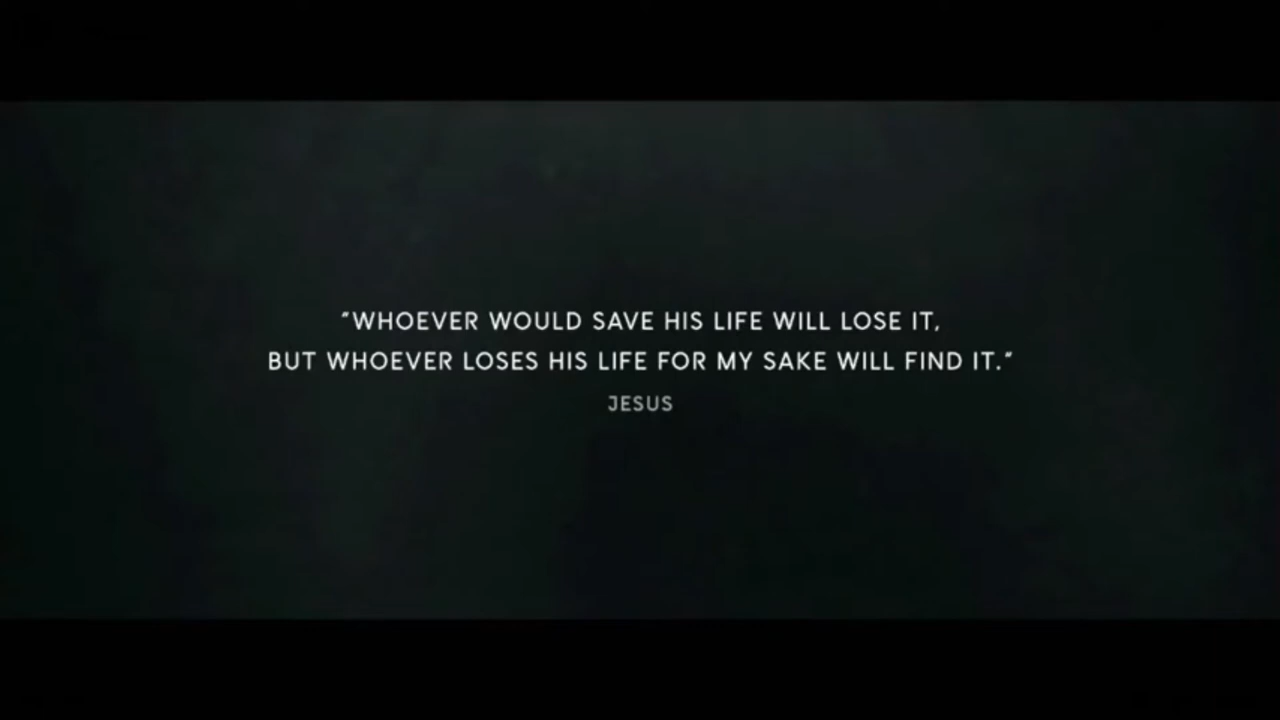 "WHOEVER WOULD SAVE HIS LIFE WILL LOSE IT,
BUT WHOEVER LOSES HIS LIFE FOR MY SAKE WILL FIND IT."
JESUS